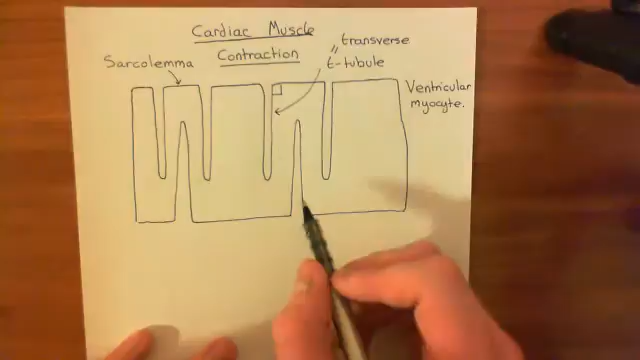 Cardiac Muscle
Contraction
Sarcolemma
"transverse
t-tubule
Ventricular
myocyte.